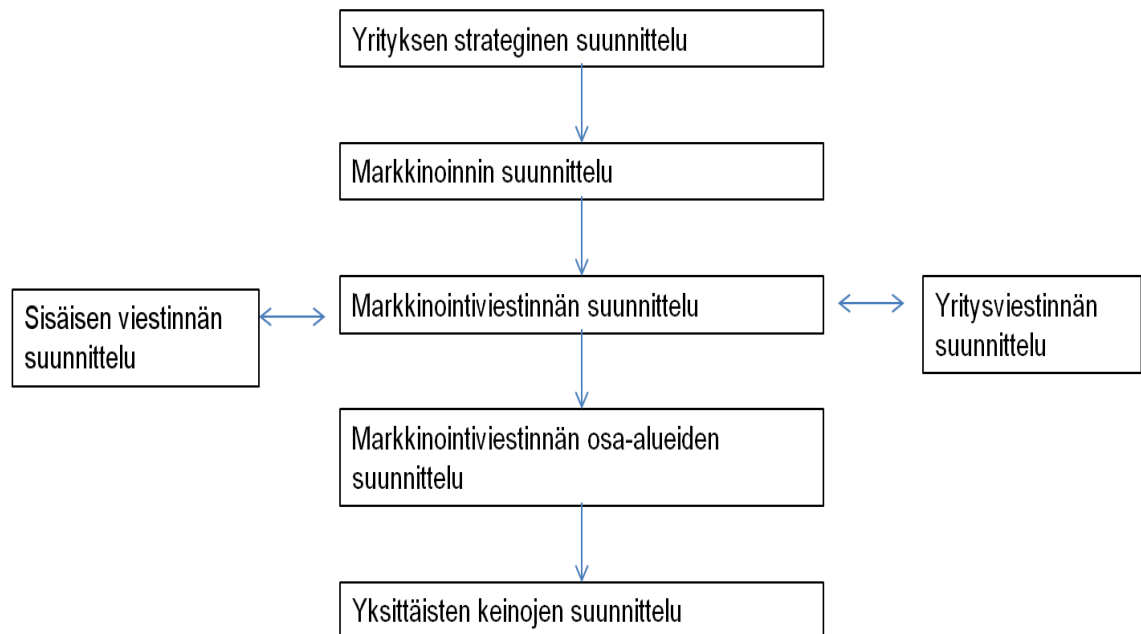 Yrityksen strateginen suunnittelu
Markkinoinnin suunnittelu
Sisäisen viestinnän
suunnittelu
Markkinointiviestinnän suunnittelu
Yritysviestinnän
suunnittelu
Markkinointiviestinnän osa-alueiden
suunnittelu
Yksittäisten keinojen suunnittelu